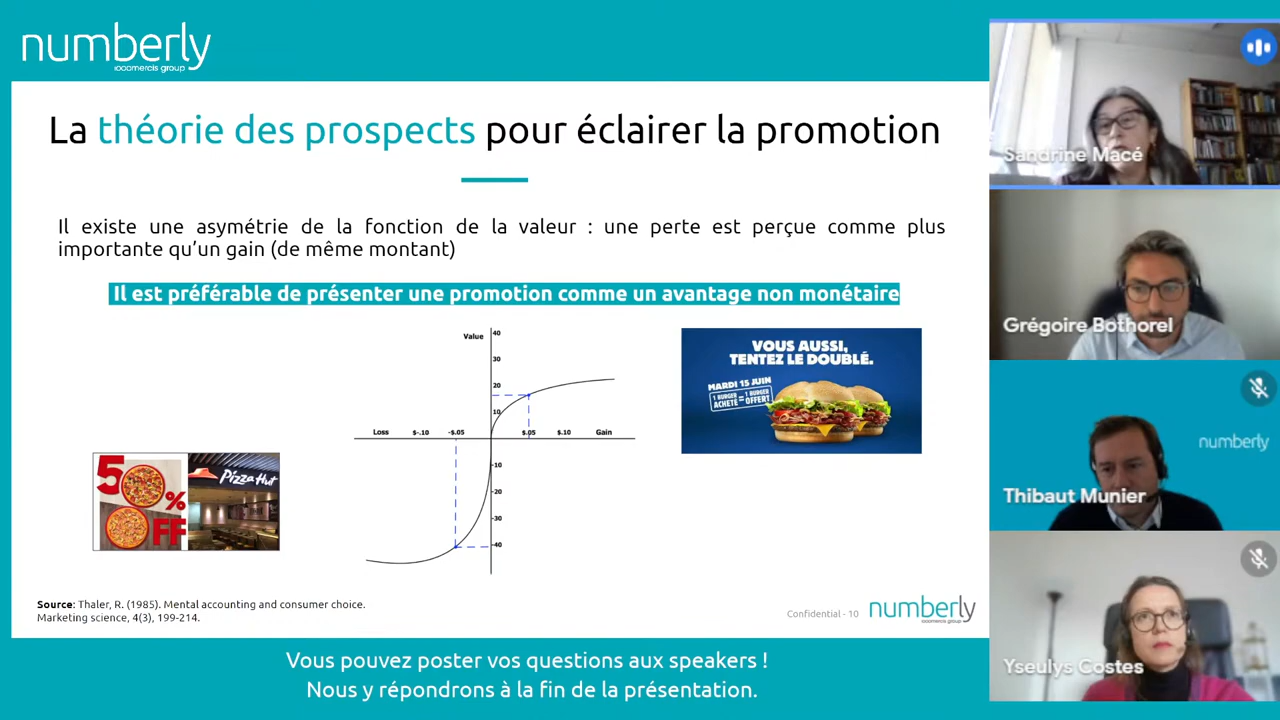 numberly
1000mercis group
La théorie des prospects pour éclairer la promotion
Il existe une asymétrie de la fonction de la valeur : une perte est perçue comme plus
importante qu'un gain (de même montant)
Il est préférable de présenter une promotion comme un avantage non monétaire
Value
40
30
20
10
Loss
$-.10
-$.05
$.05
$.10
Gain
-10
-20
-30
-40
VOUS AUSSI,
TENTEZ LE DOUBLÉ.
MARDI 15 JUIN
1 BURGER ACHETÉ = 1 BURGER OFFERT
50
%
OFF
Pizza Hut
Source: Thaler, R. (1985). Mental accounting and consumer choice.
Marketing science, 4(3), 199-214.
Confidential - 10
numberly
1000mercis group
Vous pouvez poster vos questions aux speakers !
Nous y répondrons à la fin de la présentation.
Sandrine Macé
Grégoire Bothorel
numberly
Thibaut Munier
Yseulys Costes